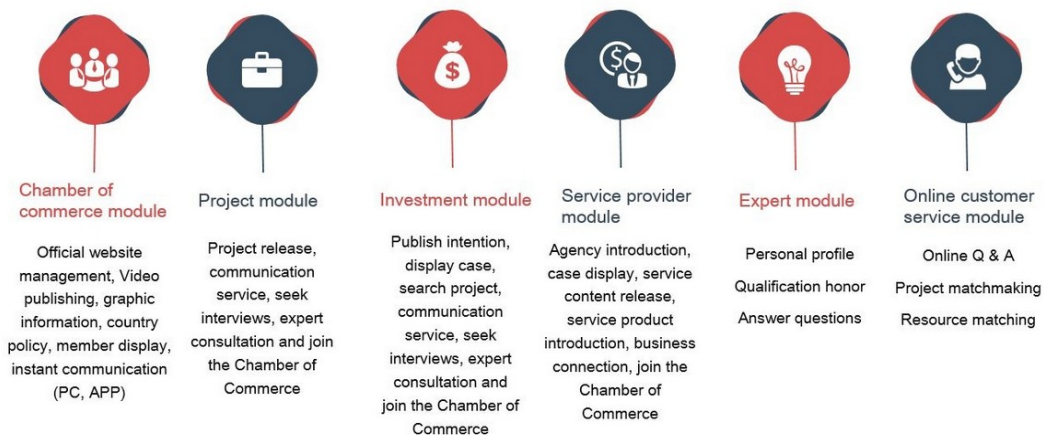 Chamber of
commerce module
Official website
management, Video
publishing, graphic
information, country
policy, member display,
instant communication
(PC, APP)
Project module
Project release,
communication
service, seek
interviews, expert
consultation and join
the Chamber of
Commerce
Investment module
Publish intention,
display case,
search project,
communication
service, seek
interviews, expert
consultation and
join the Chamber of
Commerce
Service provider
module
Agency introduction,
case display, service
content release,
service product
introduction, business
connection, join the
Chamber of
Commerce
Expert module
Personal profile
Qualification honor
Answer questions
Online customer
service module
Online Q & A
Project matchmaking
Resource matching